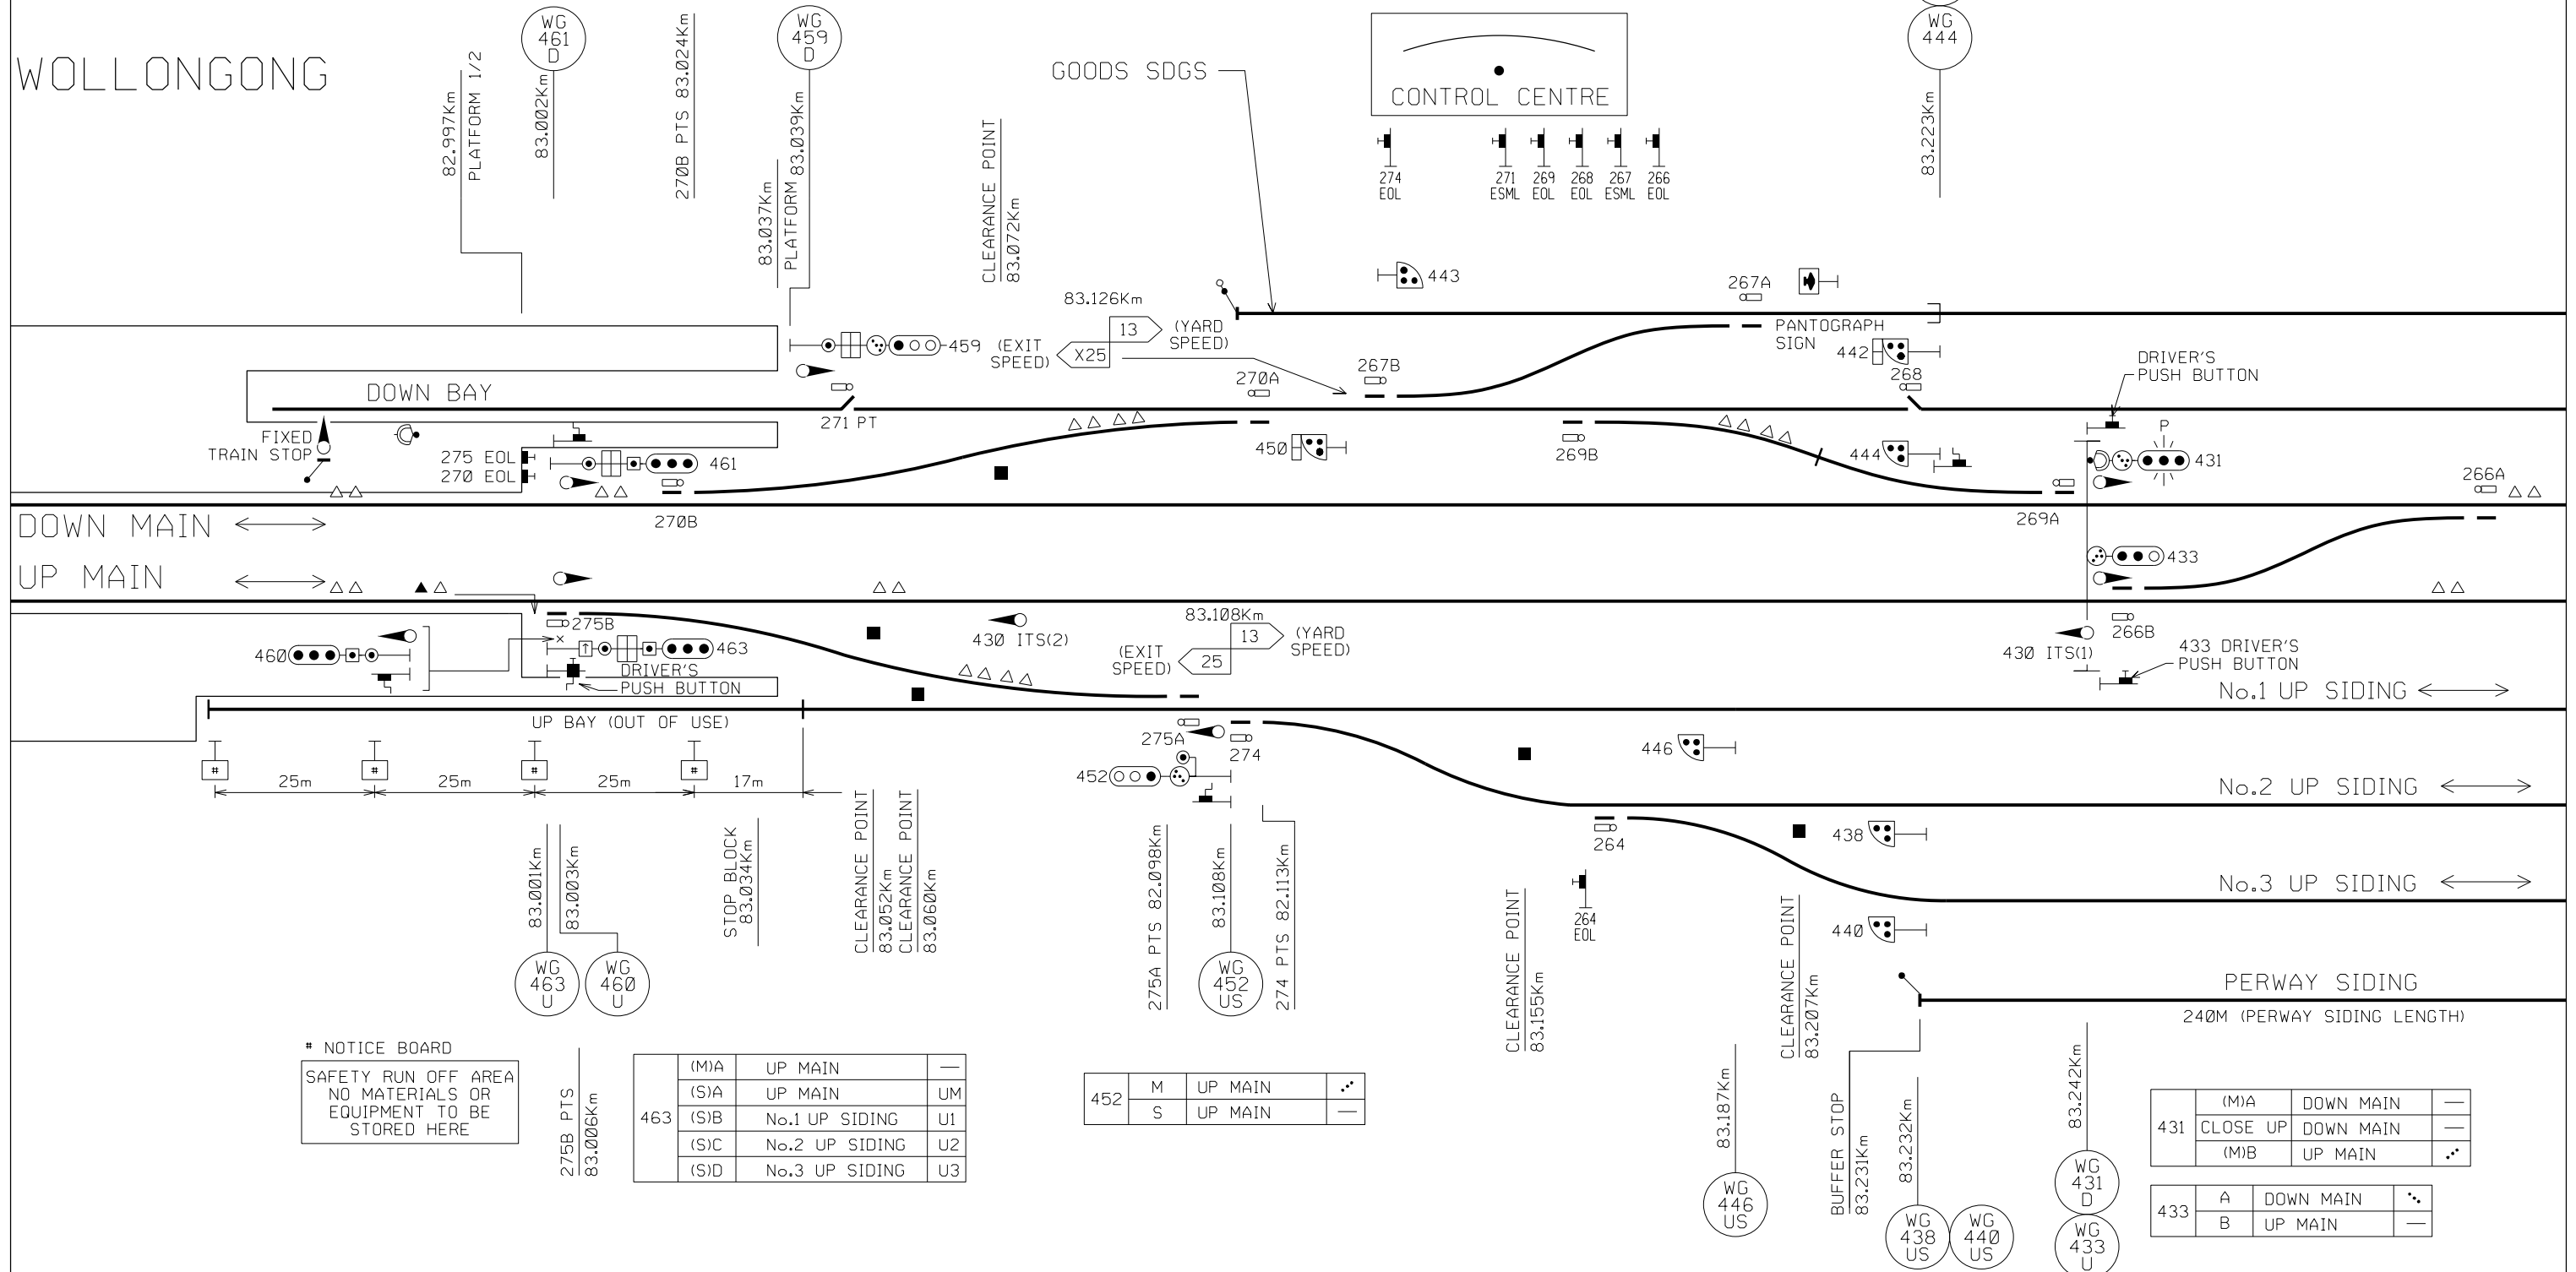 WOLLONGONG
82.997Km
PLATFORM 1/2
WG
461
D
83.002Km
270B PTS 83.024Km
WG
459
D
83.037Km
PLATFORM
83.039Km
CLEARANCE POINT
83.072Km
GOODS SDGS
CONTROL CENTRE
274
EOL
271
ESML
269
EOL
268
EOL
267
ESML
266
EOL
WG
444
83.223Km
443
267A
83.126Km
13
(YARD
SPEED)
(EXIT
SPEED)
X25
459
PANTOGRAPH
SIGN
442
268
DRIVER'S
PUSH BUTTON
267B
270A
DOWN BAY
271 PT
FIXED
TRAIN STOP
275 EOL
270 EOL
461
450
269B
444
P
431
266A
DOWN MAIN
270B
269A
433
UP MAIN
275B
460
463
DRIVER'S
PUSH BUTTON
430 ITS(2)
83.108Km
13
(YARD
SPEED)
(EXIT
SPEED)
25
266B
430 ITS(1)
433 DRIVER'S
PUSH BUTTON
No.1 UP SIDING
UP BAY (OUT OF USE)
275A
274
446
452
#
#
#
#
25m
25m
25m
17m
No.2 UP SIDING
264
438
No.3 UP SIDING
264
EOL
440
83.001Km
83.003Km
STOP BLOCK
83.034Km
CLEARANCE POINT
83.052Km
CLEARANCE POINT
83.060Km
275A PTS 82.098Km
83.108Km
274 PTS 82.113Km
CLEARANCE POINT
83.155Km
CLEARANCE POINT
83.207Km
WG
463
U
WG
460
U
WG
452
US
PERWAY SIDING
240M (PERWAY SIDING LENGTH)
# NOTICE BOARD
SAFETY RUN OFF AREA
NO MATERIALS OR
EQUIPMENT TO BE
STORED HERE
275B PTS
83.006Km
463
(M)A UP MAIN
(S)A UP MAIN UM
(S)B No.1 UP SIDING U1
(S)C No.2 UP SIDING U2
(S)D No.3 UP SIDING U3
452
M UP MAIN
S UP MAIN
83.187Km
WG
446
US
BUFFER STOP
83.231Km
83.232Km
WG
438
US
WG
440
US
83.242Km
WG
431
D
WG
433
U
431
(M)A DOWN MAIN
CLOSE UP DOWN MAIN
(M)B UP MAIN
433
A DOWN MAIN
B UP MAIN